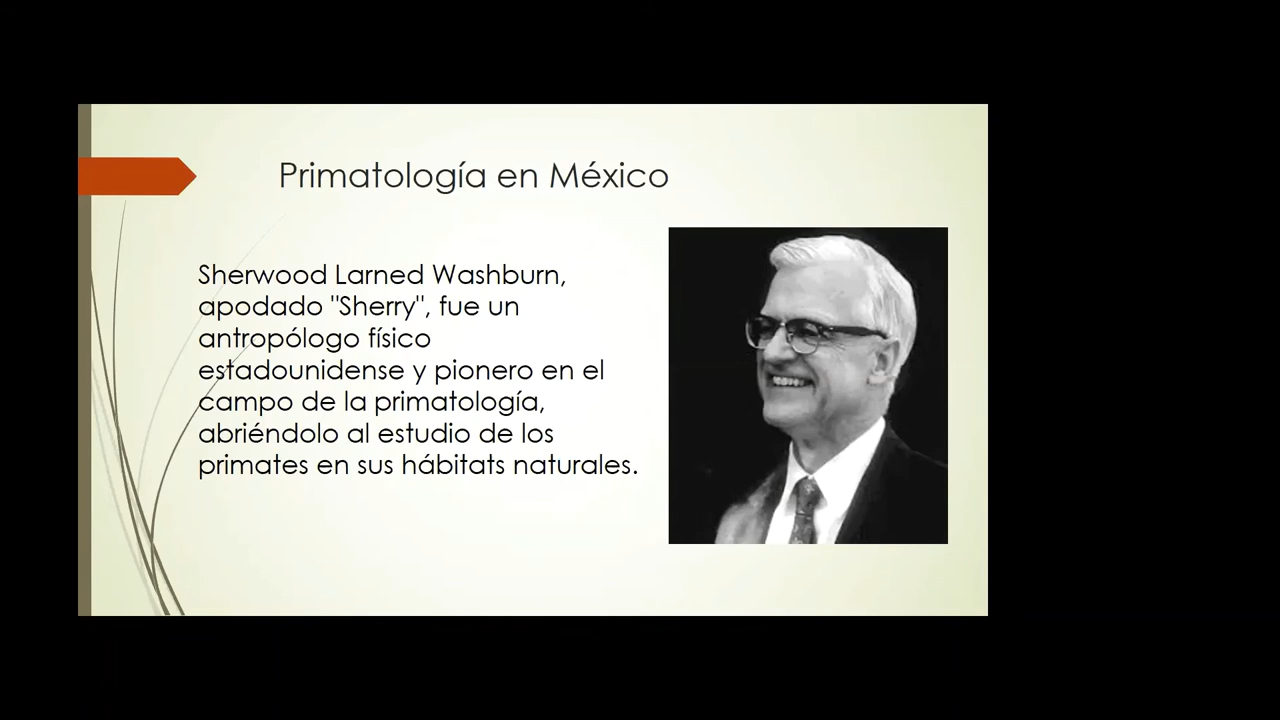 Primatología en México
Sherwood Larned Washburn,
apodado "Sherry", fue un
antropólogo físico
estadounidense y pionero en el
campo de la primatología,
abriéndolo al estudio de los
primates en sus hábitats naturales.